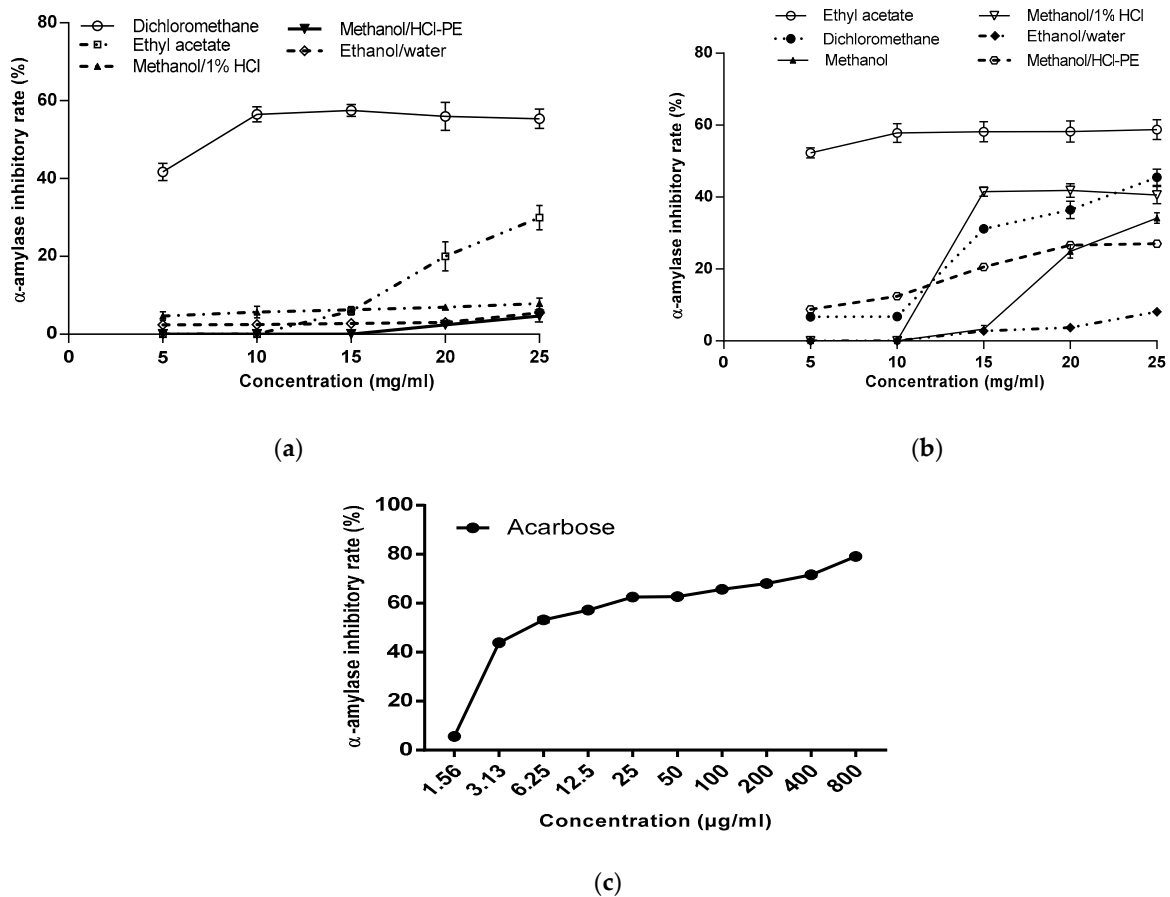 80
60
40
20
0
α-amylase inhibitory rate (%)
Dichloromethane
Ethyl acetate
Methanol/1% HCl
Methanol/HCl-PE
Ethanol/water
0 5 10 15 20 25
Concentration (mg/ml)
(a)
80
60
40
20
0
α-amylase inhibitory rate (%)
Ethyl acetate
Dichloromethane
Methanol
Methanol/1% HCl
Ethanol/water
Methanol/HCl-PE
0 5 10 15 20 25
Concentration (mg/ml)
(b)
100
80
60
40
20
0
α-amylase inhibitory rate (%)
Acarbose
1.56 3.13 6.25 12.5 25 50 100 200 400 800
Concentration (µg/ml)
(c)